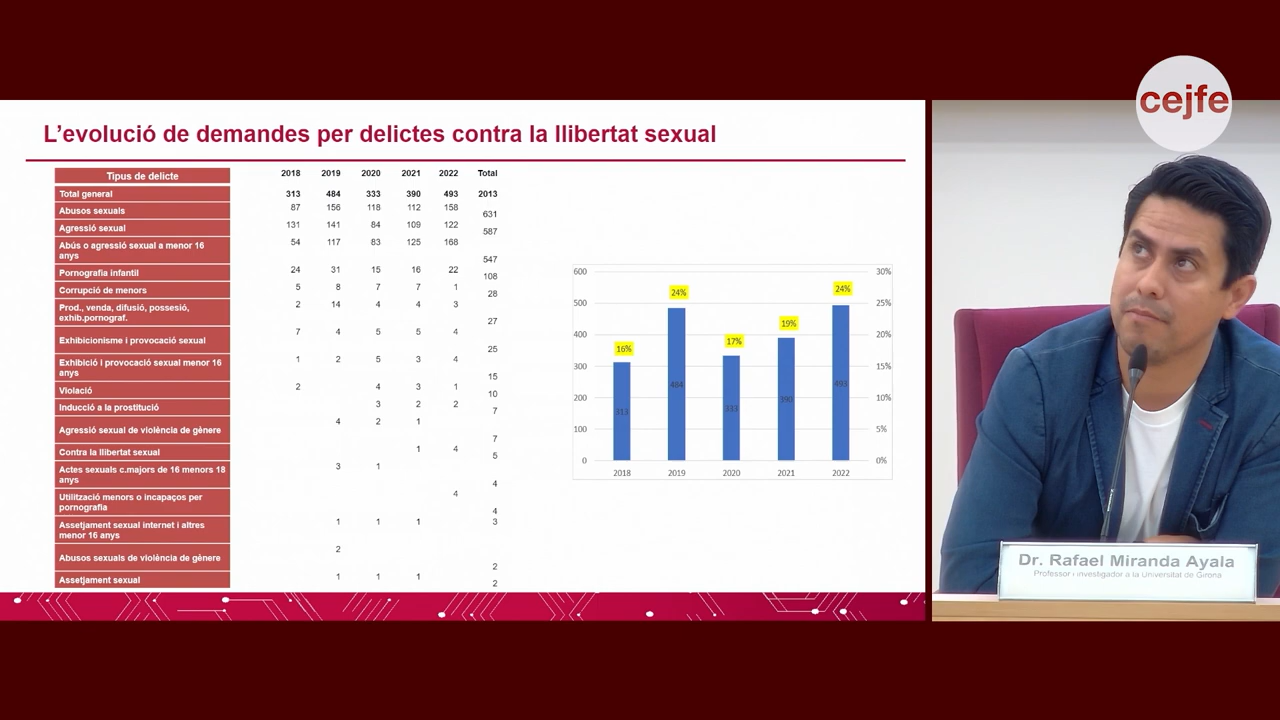 cejfe
L'evolució de demandes per delictes contra la llibertat sexual
Tipus de delicte 2018 2019 2020 2021 2022 Total
Total general 313 484 333 390 493 2013
Abusos sexuals 87 156 118 112 158 631
Agressió sexual 131 141 84 109 122 587
Abús o agressió sexual a menor 16
anys 54 117 83 125 168 547
Pornografia infantil 24 31 15 16 22 108
Corrupció de menors 5 8 7 7 1 28
Prod., venda, difusió, possesió,
exhib.pornograf. 2 14 4 4 3 27
Exhibicionisme i provocació sexual 7 4 5 5 4 25
Exhibició i provocació sexual menor 16
anys 1 2 5 3 4 15
Violació 2 4 3 1 10
Inducció a la prostitució 3 2 2 7
Agressió sexual de violència de gènere 4 2 1 7
Contra la llibertat sexual 1 4 5
Actes sexuals c.majors de 16 menors 18
anys 3 1 4
Utilització menors o incapaços per
pornografia 4 4
Assetjament sexual internet i altres
menor 16 anys 1 1 1 3
Abusos sexuals de violència de gènere 2 2
Assetjament sexual 1 1 2
600 30%
500 25%
400 20%
300 15%
200 10%
100 5%
0 0%
16% 24% 17% 19% 24%
313 484 333 390 493
2018 2019 2020 2021 2022
Dr. Rafael Miranda Ayala
Professor i investigador a la Universitat de Girona